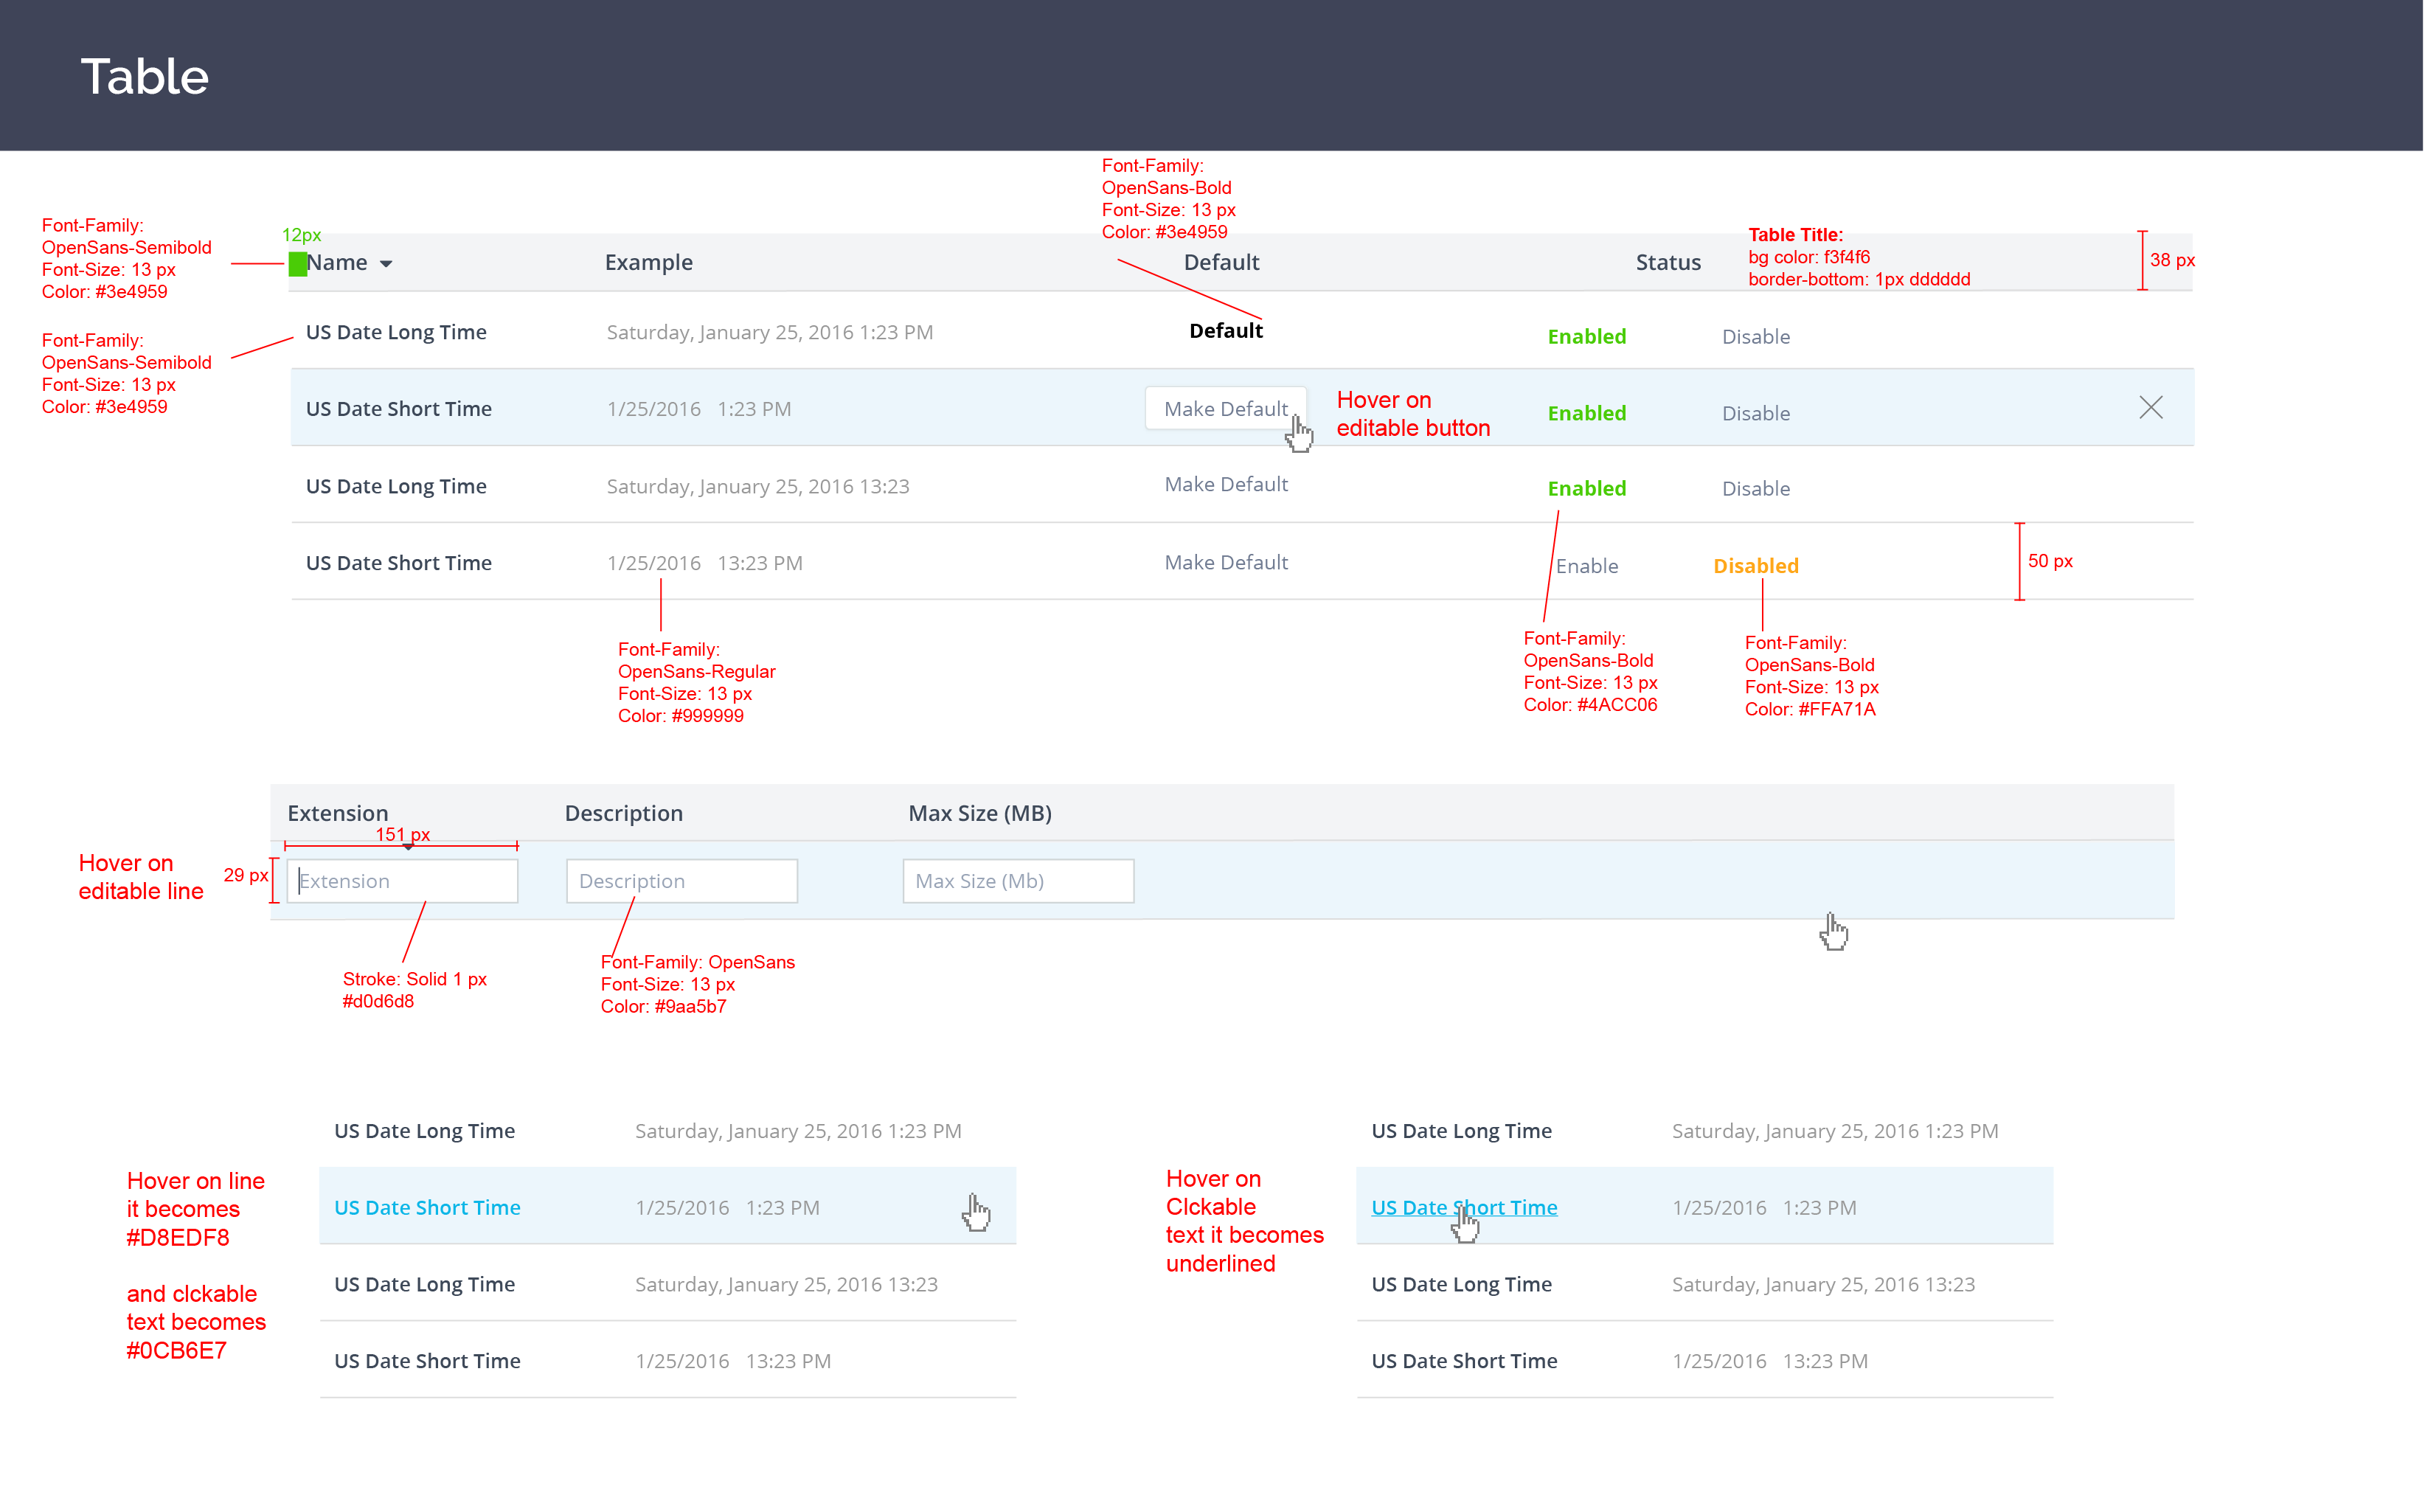 Table
Font-Family:
OpenSans-Bold
Font-Size: 13 px
Color: #3e4959
Font-Family:
OpenSans-Semibold
Font-Size: 13 px
Color: #3e4959
12px
Name Example Default Status
Table Title:
bg color: f3f4f6
border-bottom: 1px dddddd
38 px
Font-Family:
OpenSans-Semibold
Font-Size: 13 px
Color: #3e4959
US Date Long Time Saturday, January 25, 2016 1:23 PM Default Enabled Disable
US Date Short Time 1/25/2016 1:23 PM Make Default Enabled Disable
Hover on
editable button
US Date Long Time Saturday, January 25, 2016 13:23 Make Default Enabled Disable
US Date Short Time 1/25/2016 13:23 PM Make Default Enable Disabled
50 px
Font-Family:
OpenSans-Regular
Font-Size: 13 px
Color: #999999
Font-Family:
OpenSans-Bold
Font-Size: 13 px
Color: #4ACC06
Font-Family:
OpenSans-Bold
Font-Size: 13 px
Color: #FFA71A
Extension Description Max Size (MB)
151 px
Hover on
editable line
29 px
Extension Description Max Size (Mb)
Stroke: Solid 1 px
#d0d6d8
Font-Family: OpenSans
Font-Size: 13 px
Color: #9aa5b7
Hover on line
it becomes
#D8EDF8
and clckable
text becomes
#0CB6E7
US Date Long Time Saturday, January 25, 2016 1:23 PM
US Date Short Time 1/25/2016 1:23 PM
US Date Long Time Saturday, January 25, 2016 13:23
US Date Short Time 1/25/2016 13:23 PM
Hover on
Clckable
text it becomes
underlined
US Date Long Time Saturday, January 25, 2016 1:23 PM
US Date Short Time 1/25/2016 1:23 PM
US Date Long Time Saturday, January 25, 2016 13:23
US Date Short Time 1/25/2016 13:23 PM